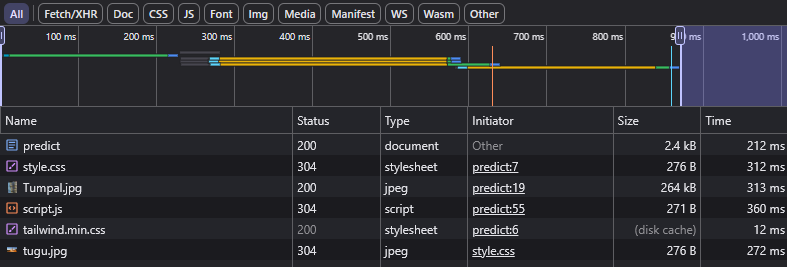 All Fetch/XHR Doc CSS JS Font Img Media Manifest WS Wasm Other
100 ms 200 ms 300 ms 400 ms 500 ms 600 ms 700 ms 800 ms 1,000 ms
Name Status Type Initiator Size Time
predict 200 document Other 2.4 kB 212 ms
style.css 304 stylesheet predict:7 276 B 312 ms
Tumpal.jpg 200 jpeg predict:19 264 kB 313 ms
script.js 304 script predict:55 271 B 360 ms
tailwind.min.css 200 stylesheet predict:6 (disk cache) 12 ms
tugu.jpg 304 jpeg style.css 276 B 272 ms